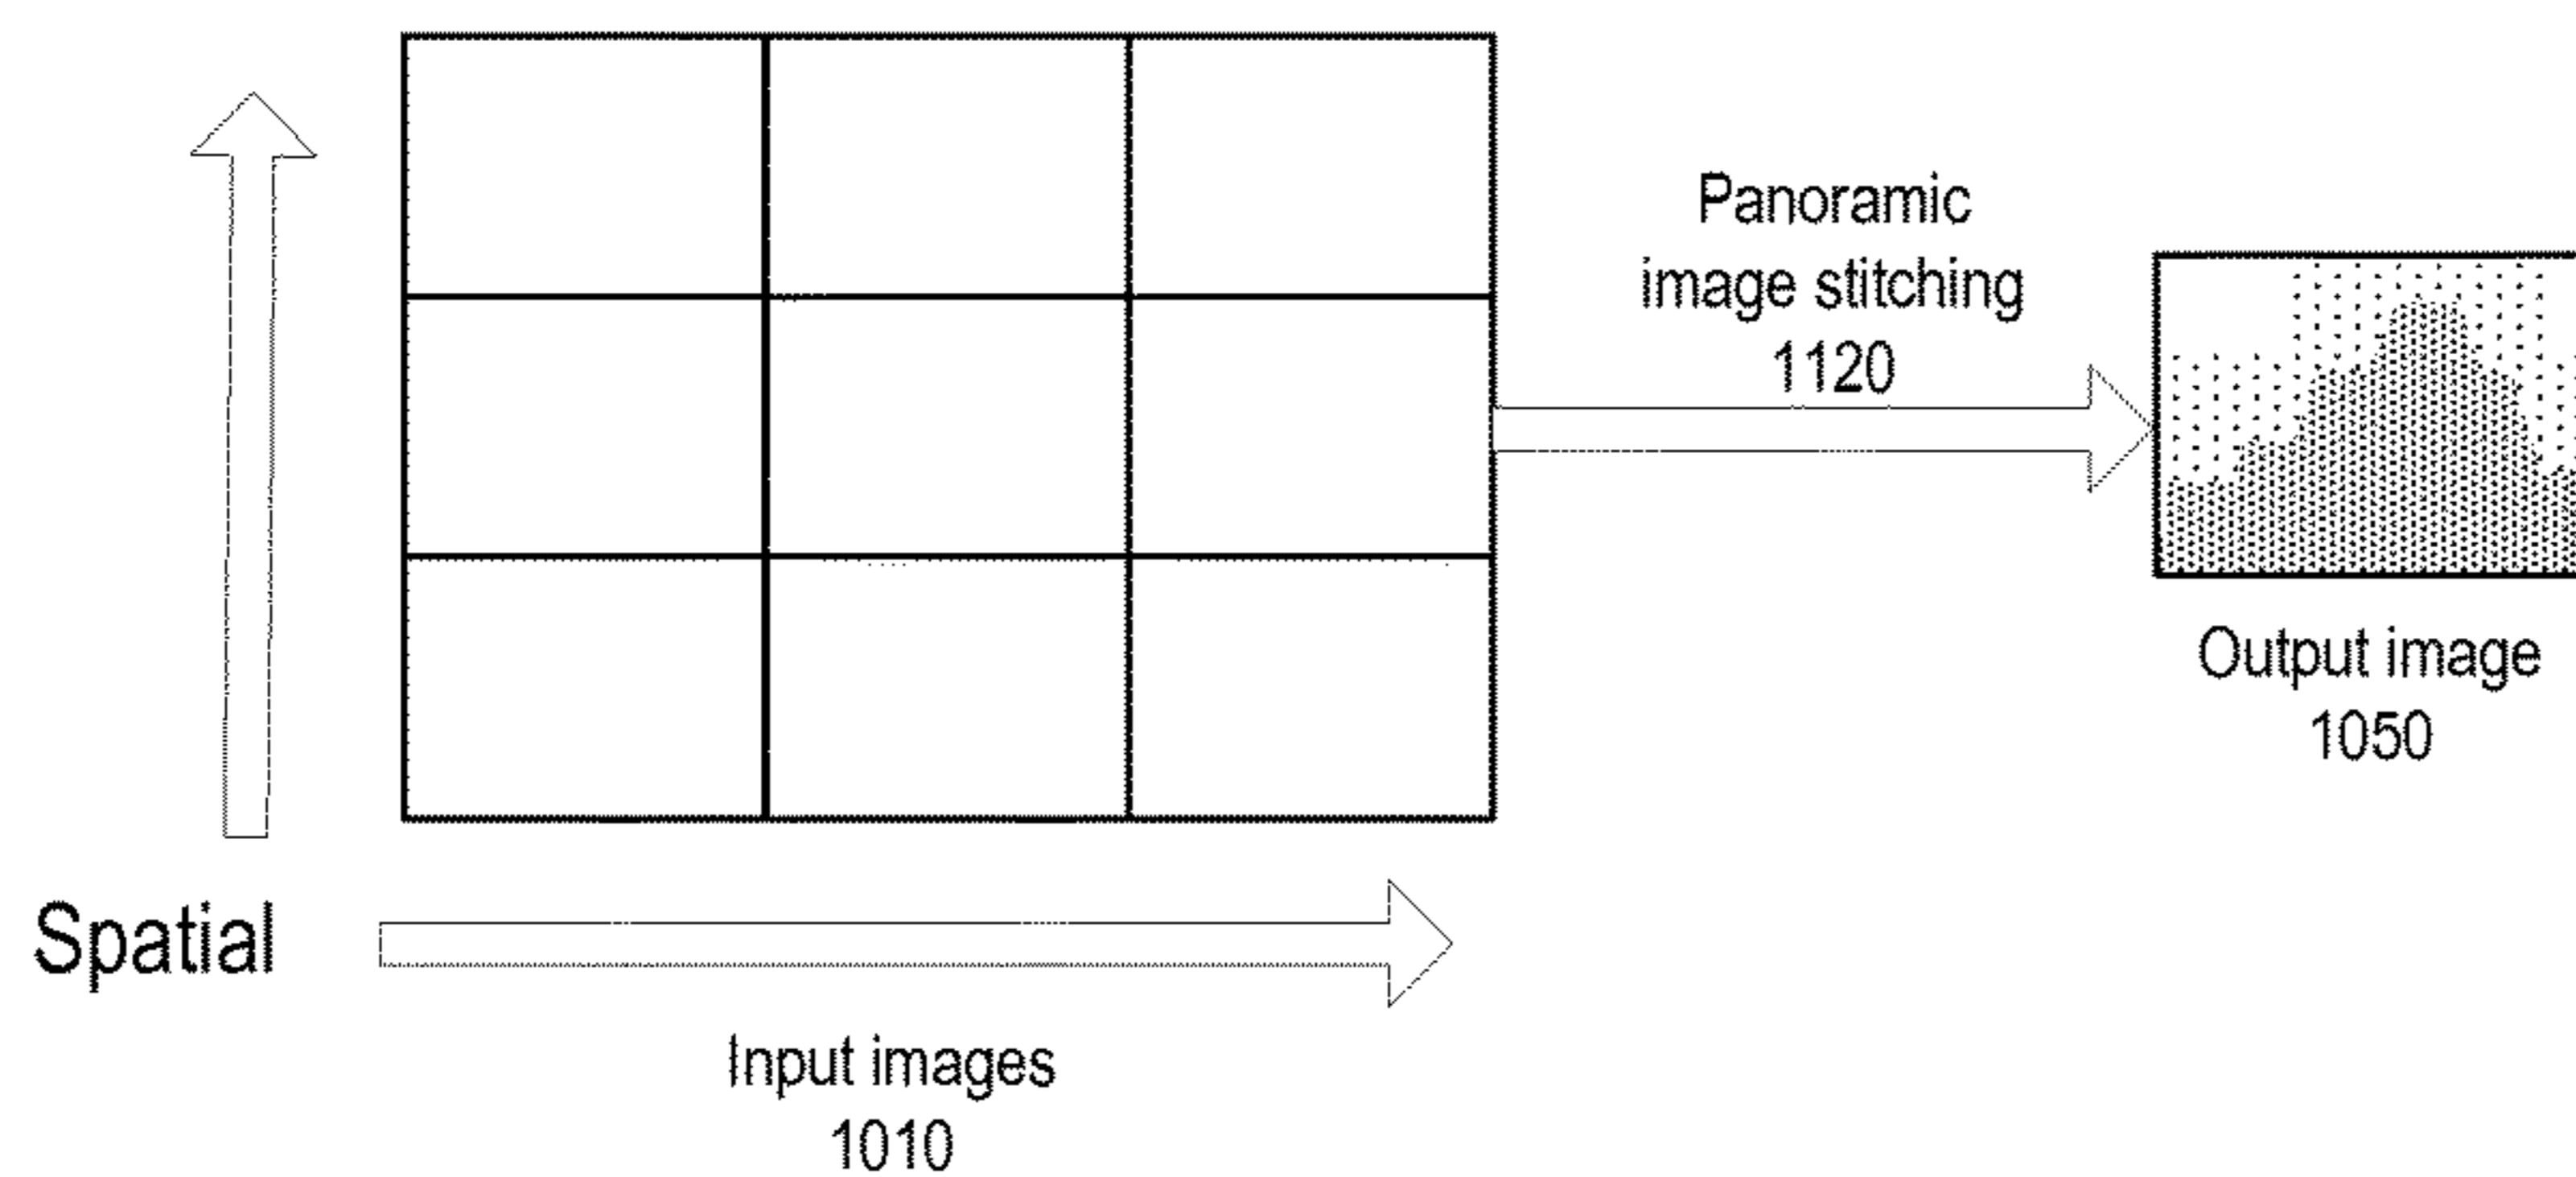 Panoramic
image stitching
1120
Output image
1050
Spatial
Input images
1010